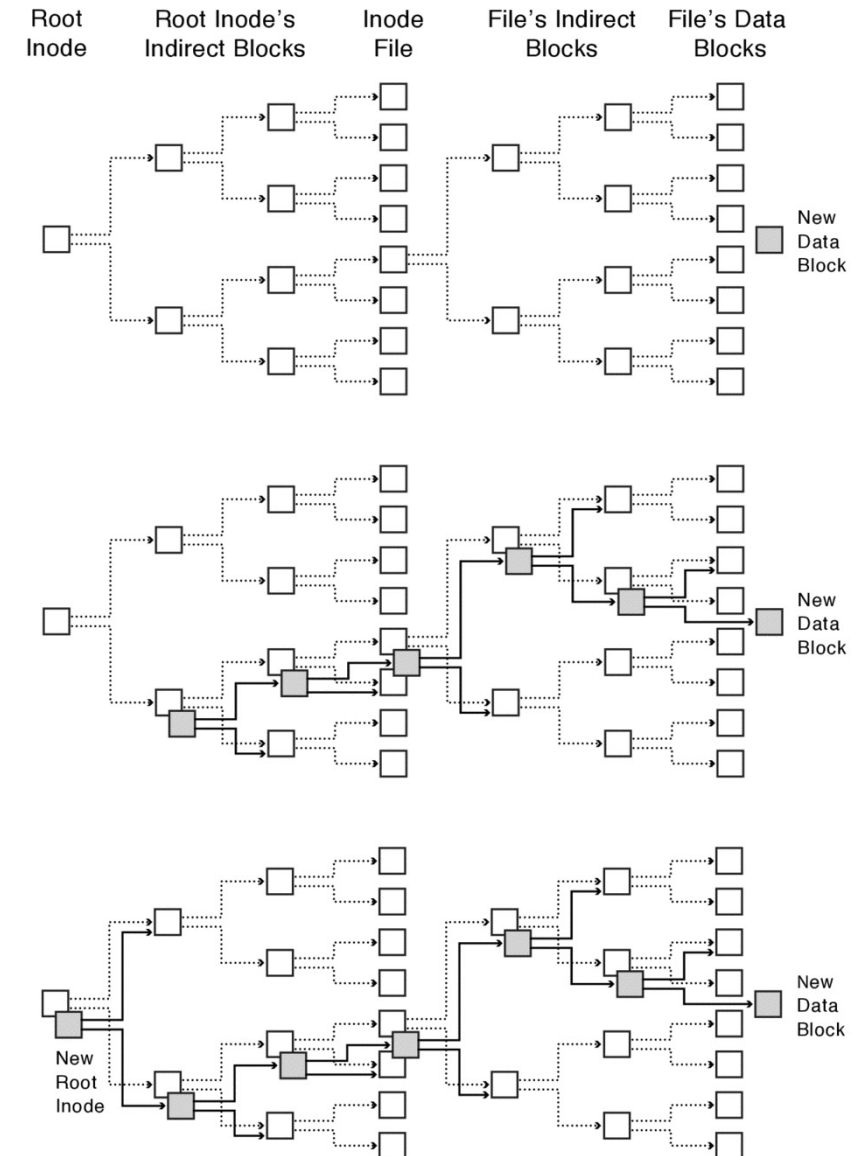 Root
Inode
Root Inode's
Indirect Blocks
Inode
File
File's Indirect
Blocks
File's Data
Blocks
New
Data
Block
New
Data
Block
New
Root
Inode
New
Data
Block